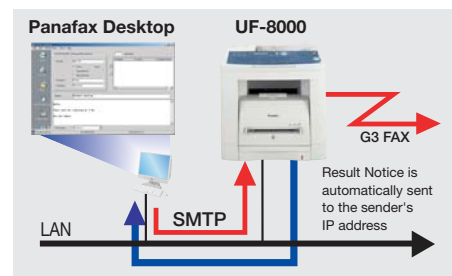 Panafax Desktop
UF-8000
G3 FAX
Result Notice is
automatically sent
to the sender's
IP address
SMTP
LAN